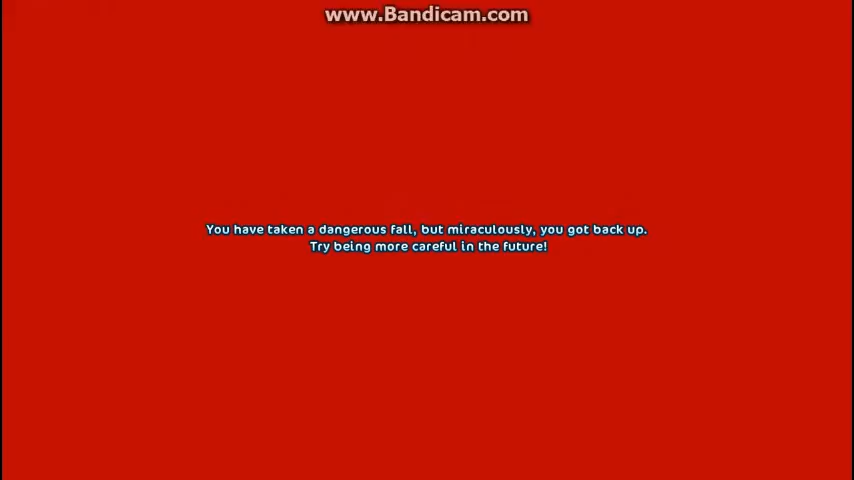 www.Bandicam.com
You have taken a dangerous fall, but miraculously, you got back up.
Try being more careful in the future!